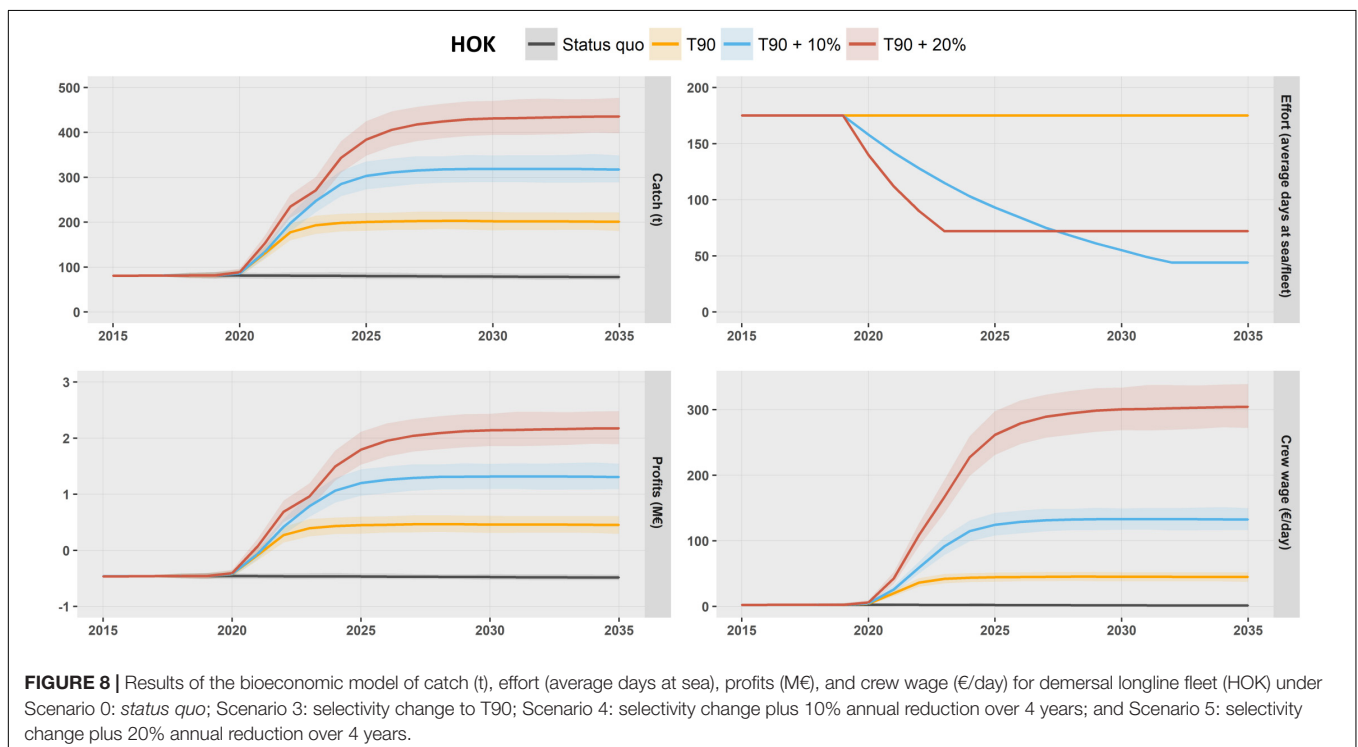 HOK Status quo T90 T90 + 10% T90 + 20%
500
400
300
200
100
0
2015 2020 2025 2030 2035
Catch (t)
200
150
100
50
0
2015 2020 2025 2030 2035
Effort (average days at sea/fleet)
3
2
1
0
-1
2015 2020 2025 2030 2035
Profits (M€)
300
200
100
0
2015 2020 2025 2030 2035
Crew wage (€/day)
FIGURE 8 | Results of the bioeconomic model of catch (t), effort (average days at sea), profits (M€), and crew wage (€/day) for demersal longline fleet (HOK) under
Scenario 0: status quo; Scenario 3: selectivity change to T90; Scenario 4: selectivity change plus 10% annual reduction over 4 years; and Scenario 5: selectivity
change plus 20% annual reduction over 4 years.